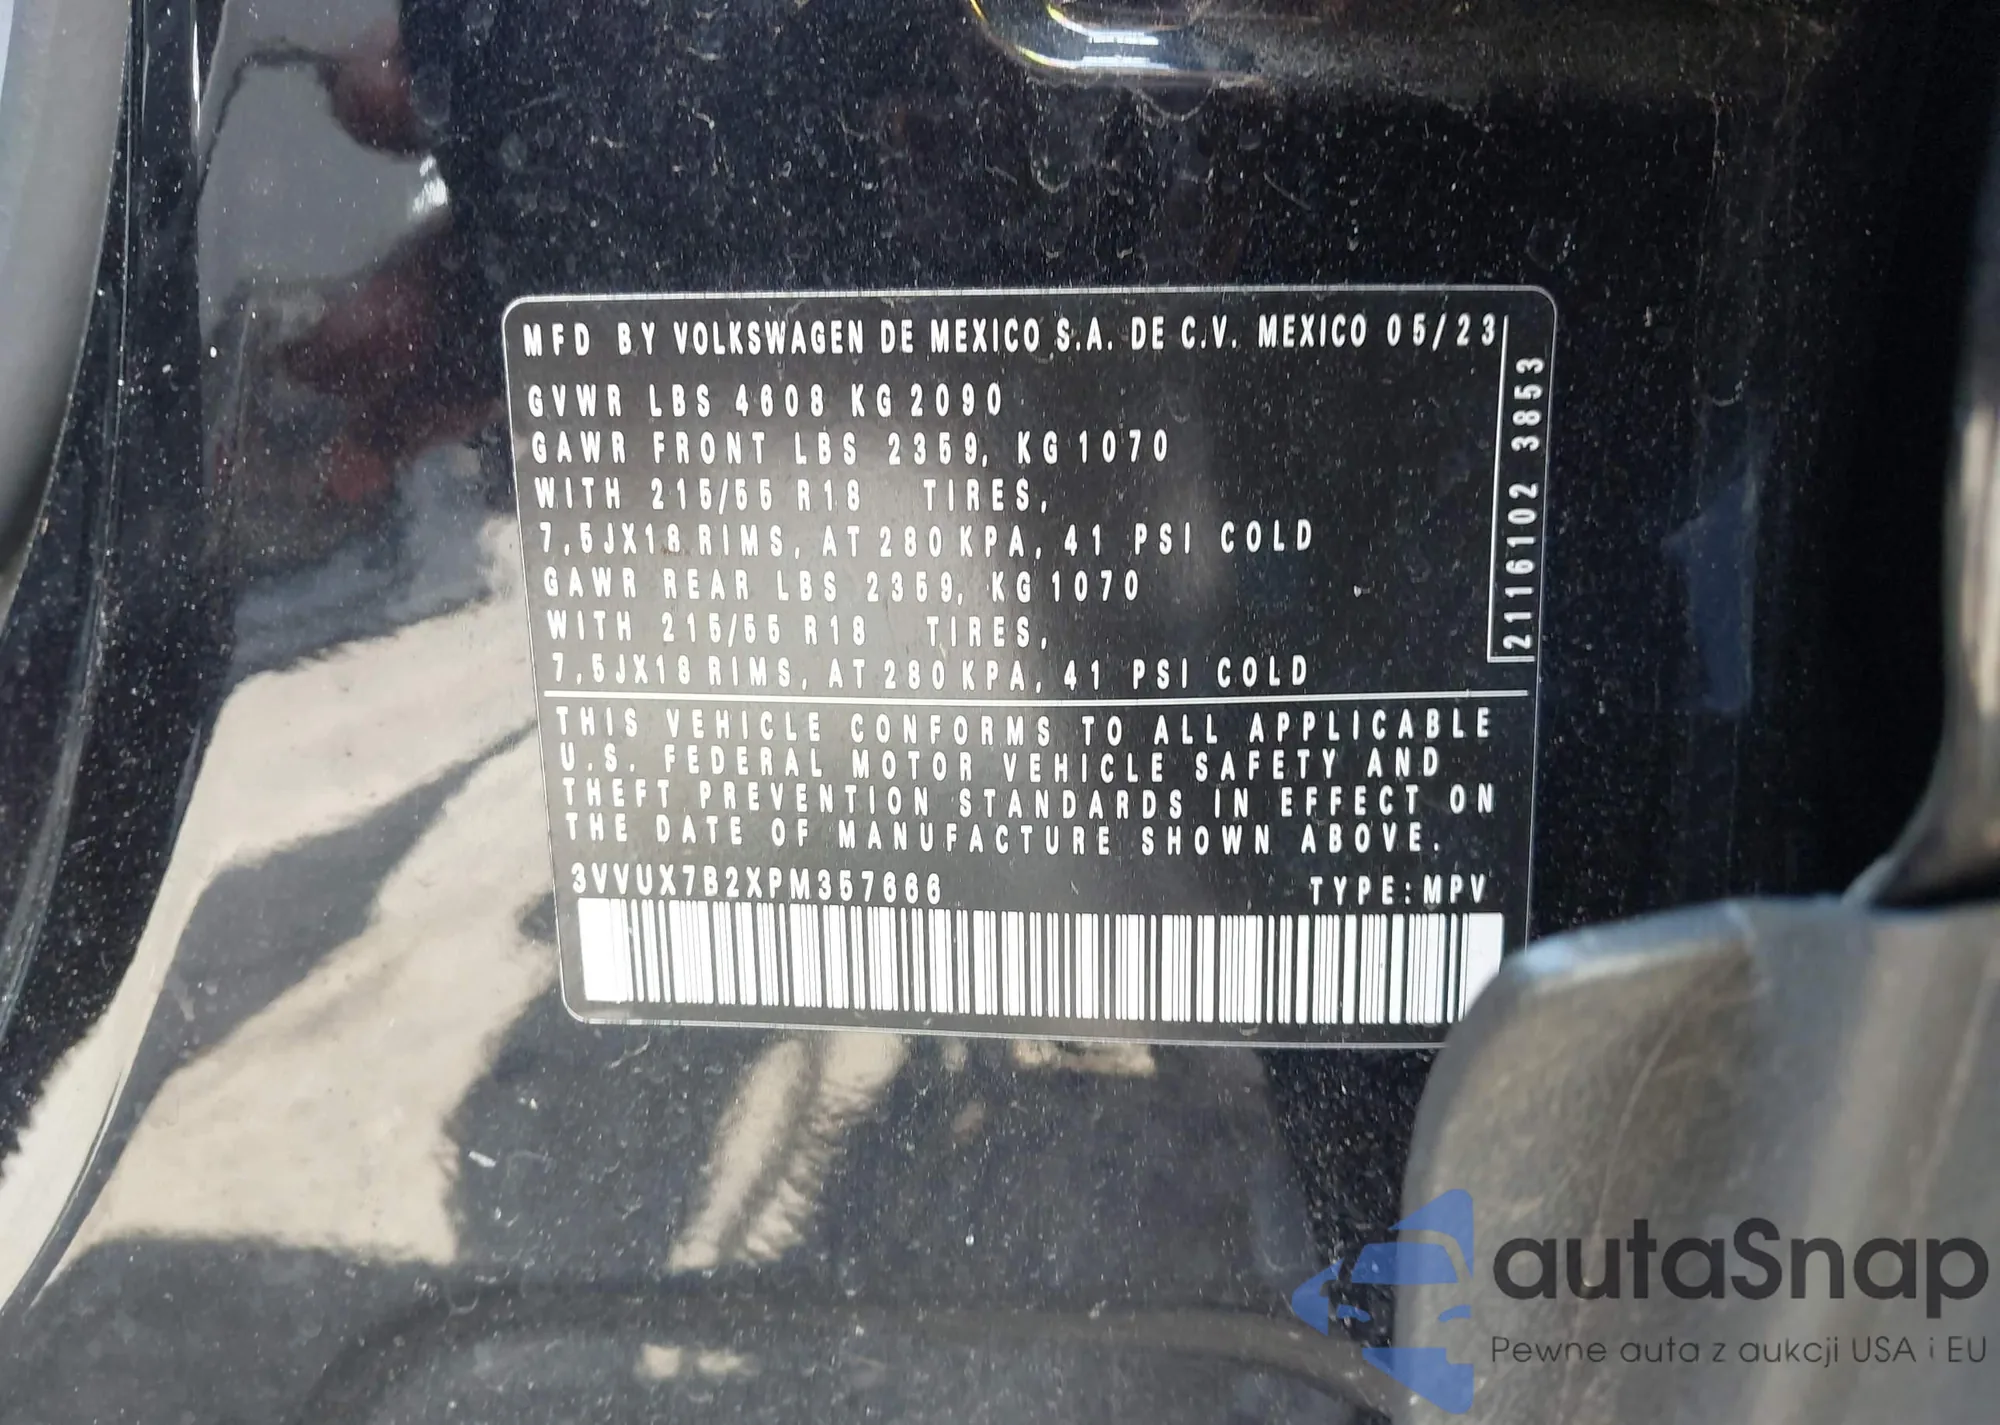 MFD BY VOLKSWAGEN DE MEXICO S.A. DE C.V. MEXICO 05/23
GVWR LBS 4608 KG 2090
GAWR FRONT LBS 2359, KG 1070
WITH 215/55 R18 TIRES,
7,5JX18 RIMS, AT 280 KPA, 41 PSI COLD
GAWR REAR LBS 2359, KG 1070
WITH 215/55 R18 TIRES,
7,5JX18 RIMS, AT 280 KPA, 41 PSI COLD
2116102 3853
THIS VEHICLE CONFORMS TO ALL APPLICABLE
U.S. FEDERAL MOTOR VEHICLE SAFETY AND
THEFT PREVENTION STANDARDS IN EFFECT ON
THE DATE OF MANUFACTURE SHOWN ABOVE.
3VVUX7B2XPM357666 TYPE:MPV
autaSnap
Pewne auta z aukcji USA i EU